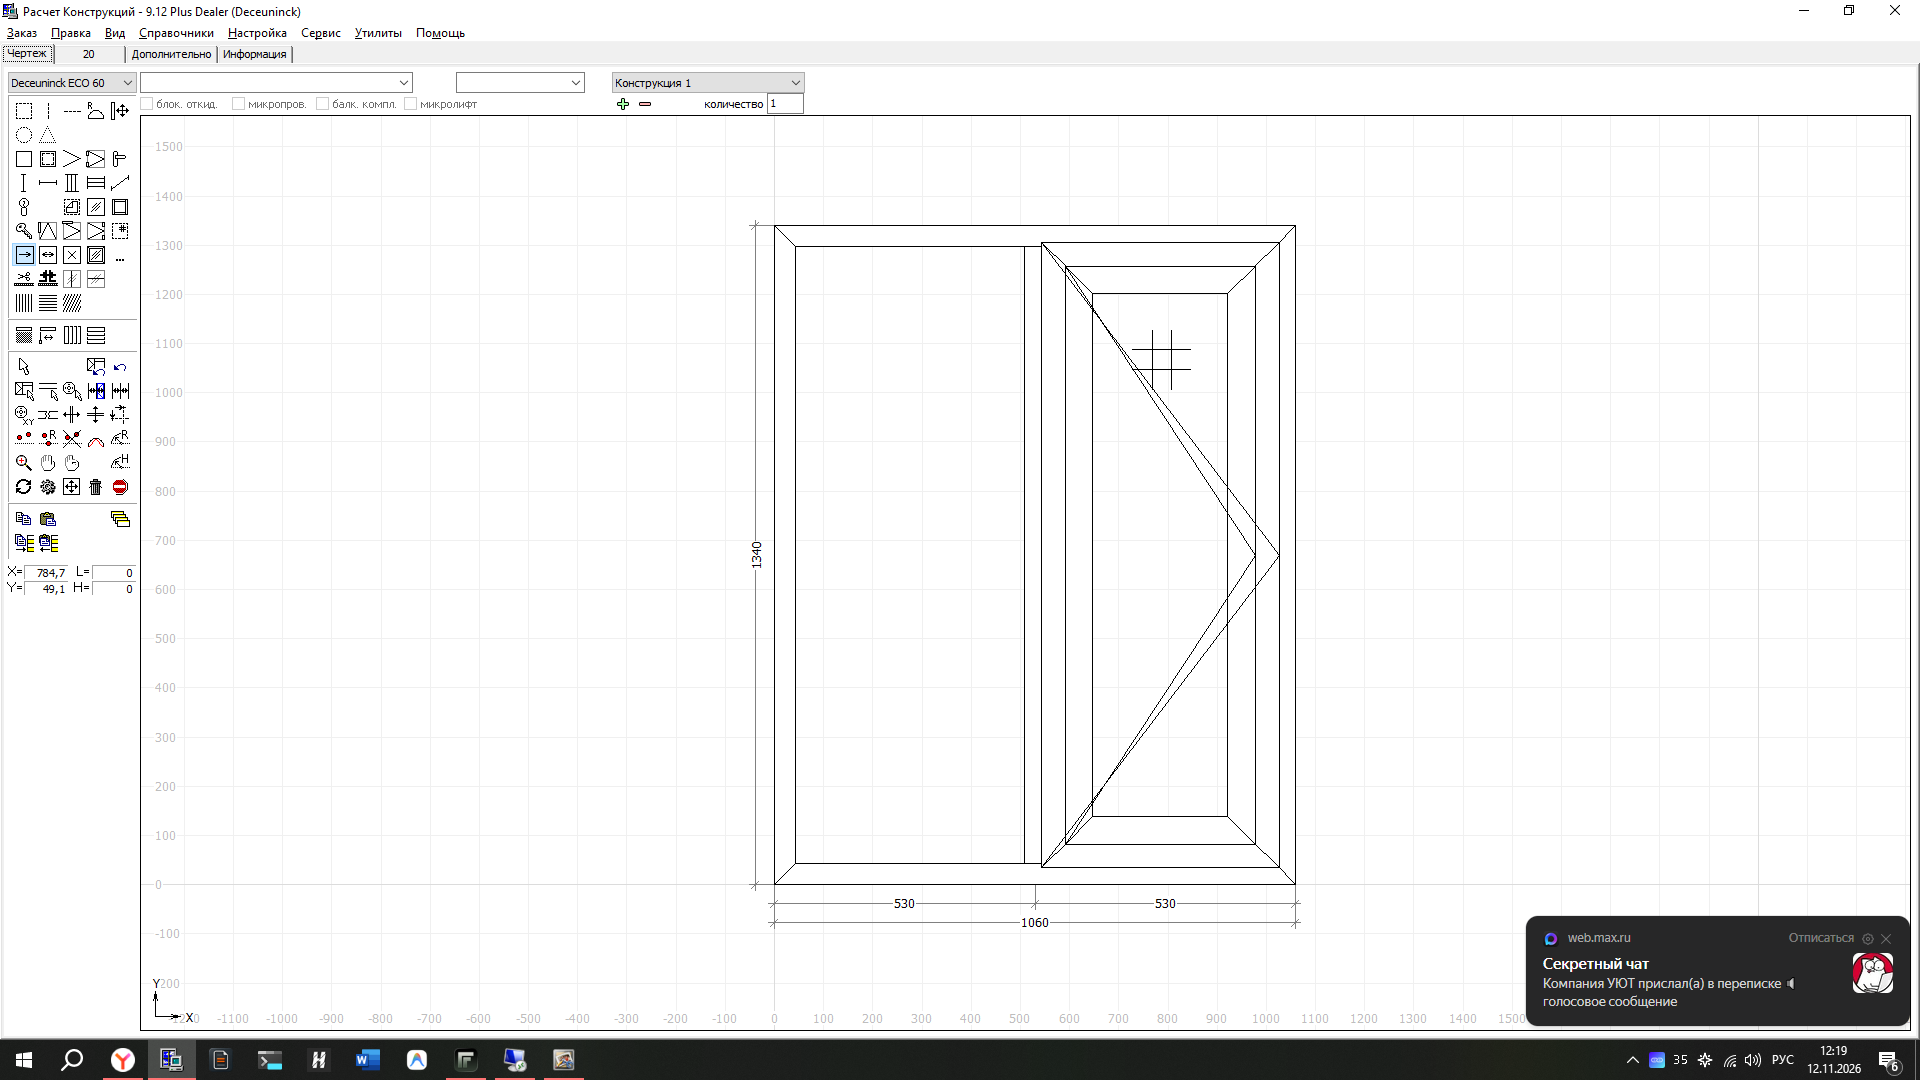 Расчет Конструкций - 9.12 Plus Dealer (Deceuninck)
Заказ Правка Вид Справочники Настройка Сервис Утилиты Помощь
Чертеж 20 Дополнительно Информация
Deceuninck ECO 60 Конструкция 1
блок. откид. микропров. балк. компл. микролифт количество 1
1500
1400
1300
1200
1100
1000
900
800
700
600
500
400
300
200
100
0
-100
1340
530 530
1060
X= 784,7 L= 0
Y= 49,1 H= 0
Y
X
-1100 -1000 -900 -800 -700 -600 -500 -400 -300 -200 -100 0 100 200 300 400 500 600 700 800 900 1000 1100 1200 1300 1400
web.max.ru Отписаться
Секретный чат
Компания УЮТ прислал(а) в переписке
голосовое сообщение
35 РУС 12:19
12.11.2026
6